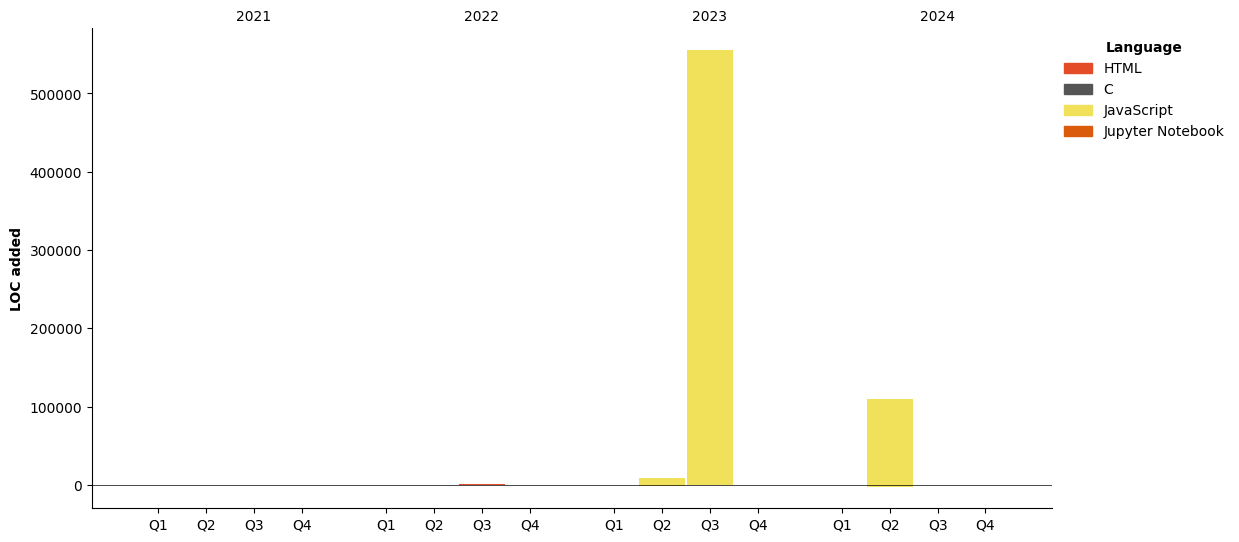 2021 2022 2023 2024
Language
HTML
C
JavaScript
Jupyter Notebook
LOC added
500000
400000
300000
200000
100000
0
Q1 Q2 Q3 Q4 Q1 Q2 Q3 Q4 Q1 Q2 Q3 Q4 Q1 Q2 Q3 Q4